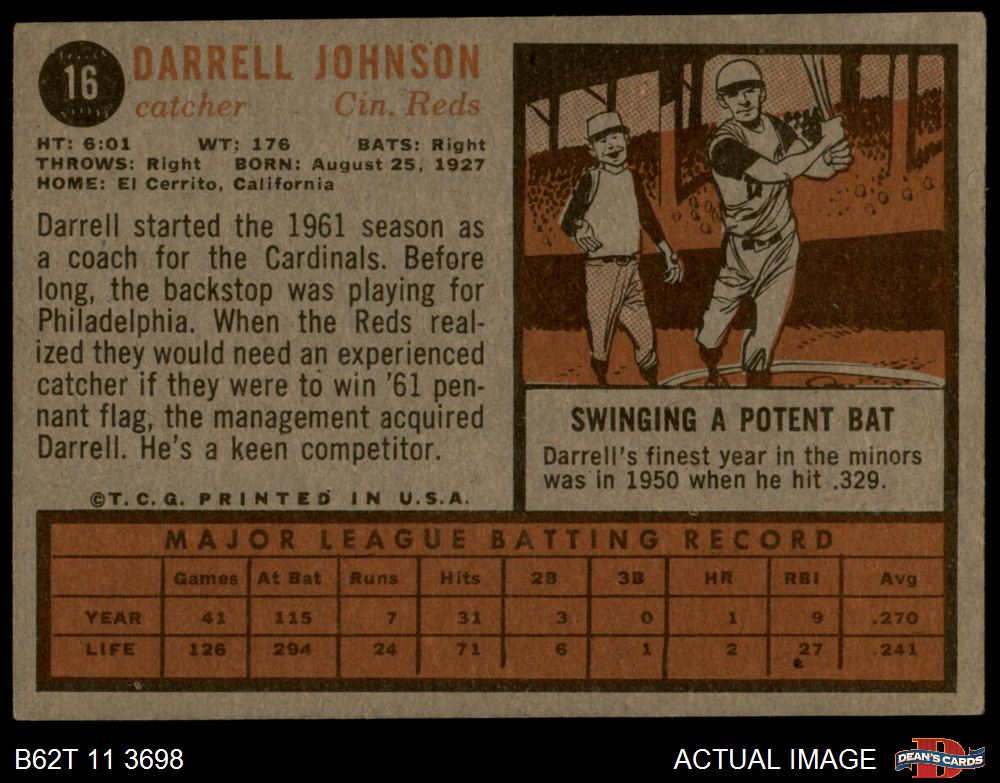 16
DARRELL JOHNSON
catcher Cin. Reds
HT: 6:01 WT: 176 BATS: Right
THROWS: Right BORN: August 25, 1927
HOME: El Cerrito, California
Darrell started the 1961 season as
a coach for the Cardinals. Before
long, the backstop was playing for
Philadelphia. When the Reds real-
ized they would need an experienced
catcher if they were to win '61 pen-
nant flag, the management acquired
Darrell. He's a keen competitor.
©T.C.G. PRINTED IN U.S.A.
SWINGING A POTENT BAT
Darrell's finest year in the minors
was in 1950 when he hit .329.
MAJOR LEAGUE BATTING RECORD
Games At Bat Runs Hits 2B 3B HR RBI Avg
YEAR 41 115 7 31 3 0 1 9 .270
LIFE 126 294 24 71 6 1 2 27 .241
B62T 11 3698 ACTUAL IMAGE
D
DEAN'S CARDS